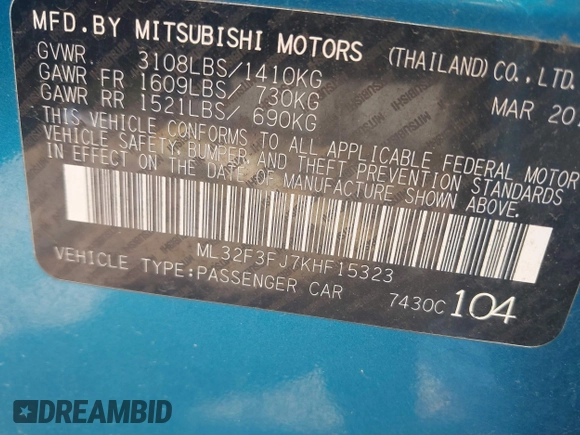 MFD.BY MITSUBISHI MOTORS (THAILAND) CO.,LTD.
GVWR. 3108LBS/1410KG
GAWR FR 1609LBS/ 730KG MAR 20
GAWR RR 1521LBS/ 690KG
THIS VEHICLE CONFORMS TO ALL APPLICABLE FEDERAL MOTOR
VEHICLE SAFETY, BUMPER, AND THEFT PREVENTION STANDARDS
IN EFFECT ON THE DATE OF MANUFACTURE SHOWN ABOVE.
ML32F3FJ7KHF15323
VEHICLE TYPE:PASSENGER CAR 7430C 104
DREAMBID